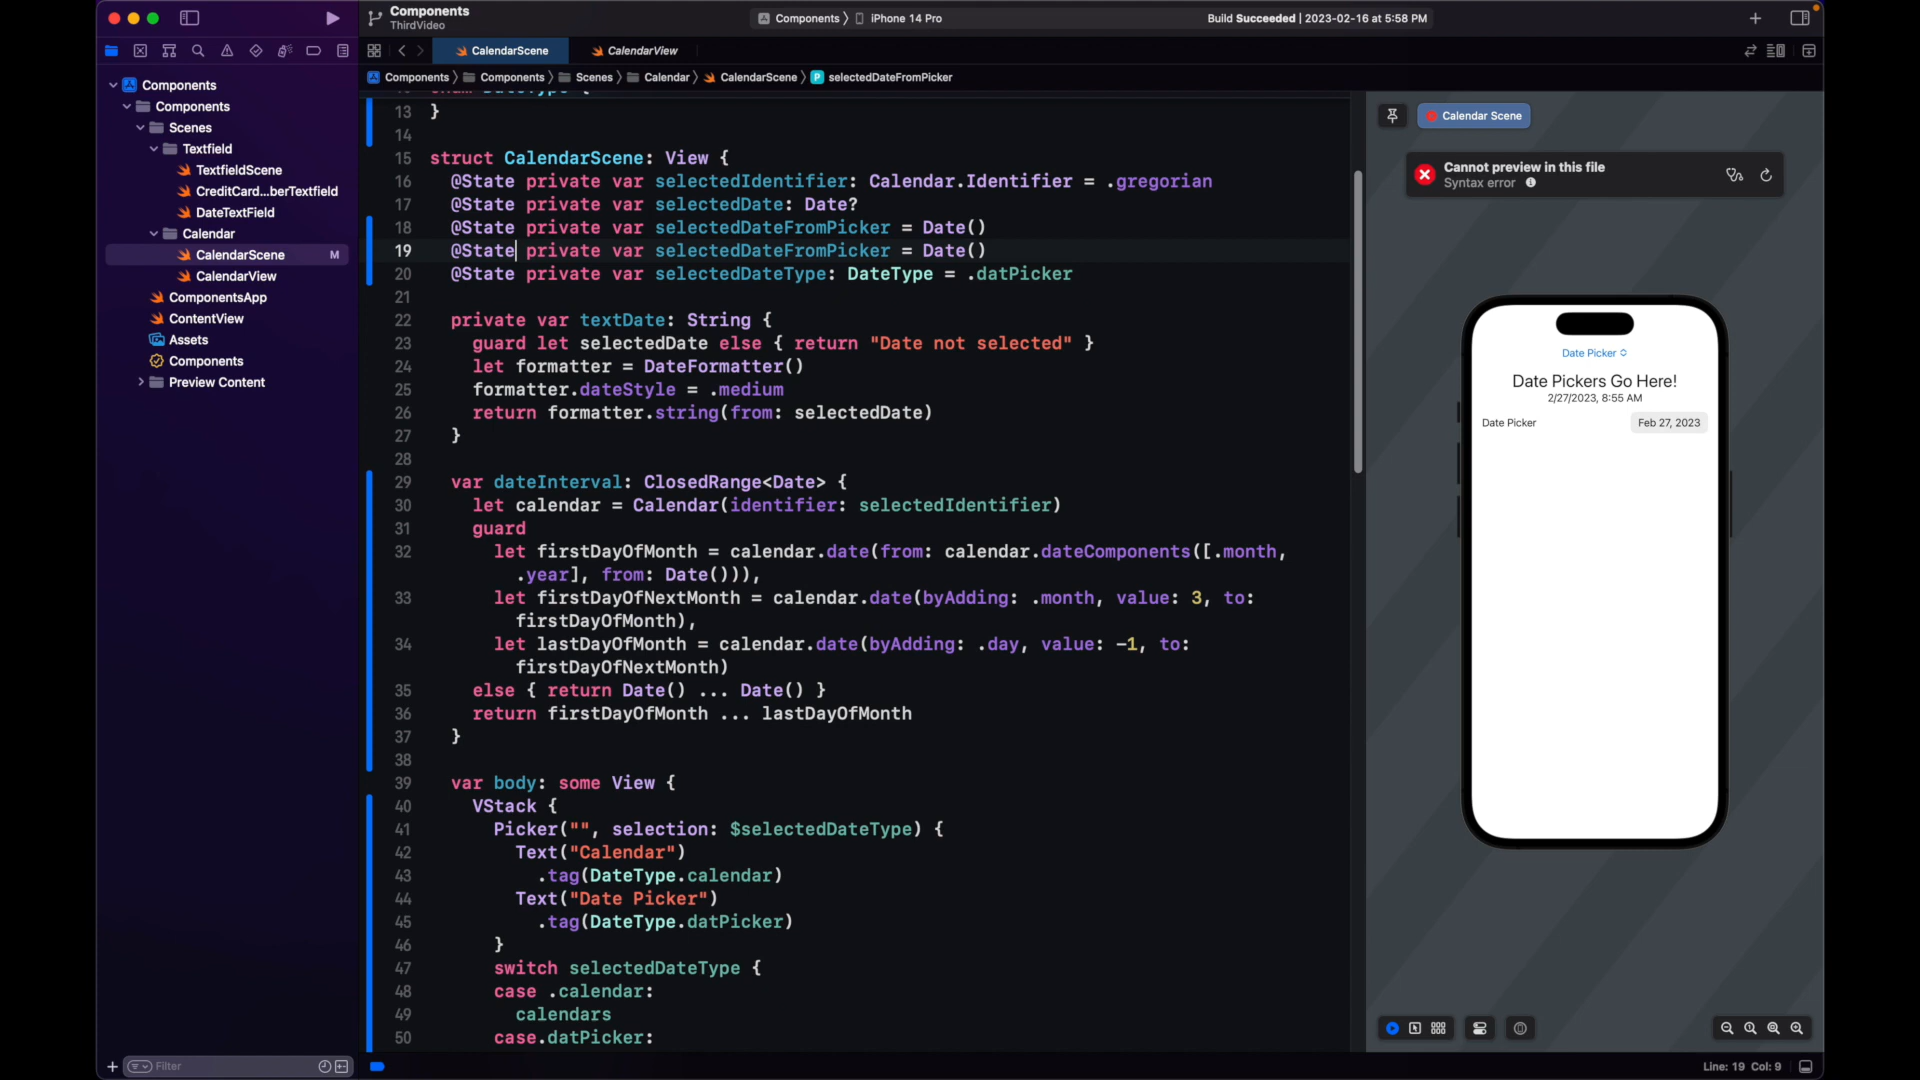 Components
ThirdVideo
Components
iPhone 14 Pro
Build Succeeded | 2023-02-16 at 5:58 PM
CalendarScene
CalendarView
Components
Components
Scenes
Calendar
CalendarScene
P
selectedDateFromPicker
Components
Components
Scenes
Textfield
TextfieldScene
CreditCard...berTextfield
DateTextField
Calendar
CalendarScene
M
CalendarView
ComponentsApp
ContentView
Assets
Components
Preview Content
Filter
13 }
14
15 struct CalendarScene: View {
16 @State private var selectedIdentifier: Calendar.Identifier = .gregorian
17 @State private var selectedDate: Date?
18 @State private var selectedDateFromPicker = Date()
19 @State private var selectedDateFromPicker = Date()
20 @State private var selectedDateType: DateType = .datPicker
21
22 private var textDate: String {
23 guard let selectedDate else { return "Date not selected" }
24 let formatter = DateFormatter()
25 formatter.dateStyle = .medium
26 return formatter.string(from: selectedDate)
27 }
28
29 var dateInterval: ClosedRange<Date> {
30 let calendar = Calendar(identifier: selectedIdentifier)
31 guard
32 let firstDayOfMonth = calendar.date(from: calendar.dateComponents([.month,
.year], from: Date())),
33 let firstDayOfNextMonth = calendar.date(byAdding: .month, value: 3, to:
firstDayOfMonth),
34 let lastDayOfMonth = calendar.date(byAdding: .day, value: -1, to:
firstDayOfNextMonth)
35 else { return Date() ... Date() }
36 return firstDayOfMonth ... lastDayOfMonth
37 }
38
39 var body: some View {
40 VStack {
41 Picker("", selection: $selectedDateType) {
42 Text("Calendar")
43 .tag(DateType.calendar)
44 Text("Date Picker")
45 .tag(DateType.datPicker)
46 }
47 switch selectedDateType {
48 case .calendar:
49 calendars
50 case.datPicker:
Calendar Scene
Cannot preview in this file
Syntax error
Date Picker
Date Pickers Go Here!
2/27/2023, 8:55 AM
Date Picker
Feb 27, 2023
Line: 19 Col: 9